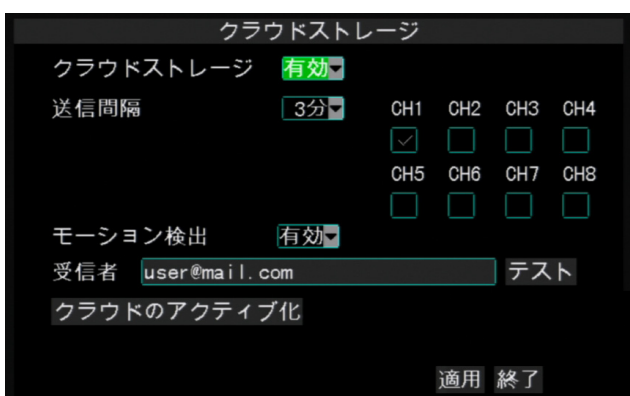 クラウドストレージ
クラウドストレージ 有効
送信間隔 3分 CH1 CH2 CH3 CH4
CH5 CH6 CH7 CH8
モーション検出 有効
受信者 user@mail.com テスト
クラウドのアクティブ化
適用 終了